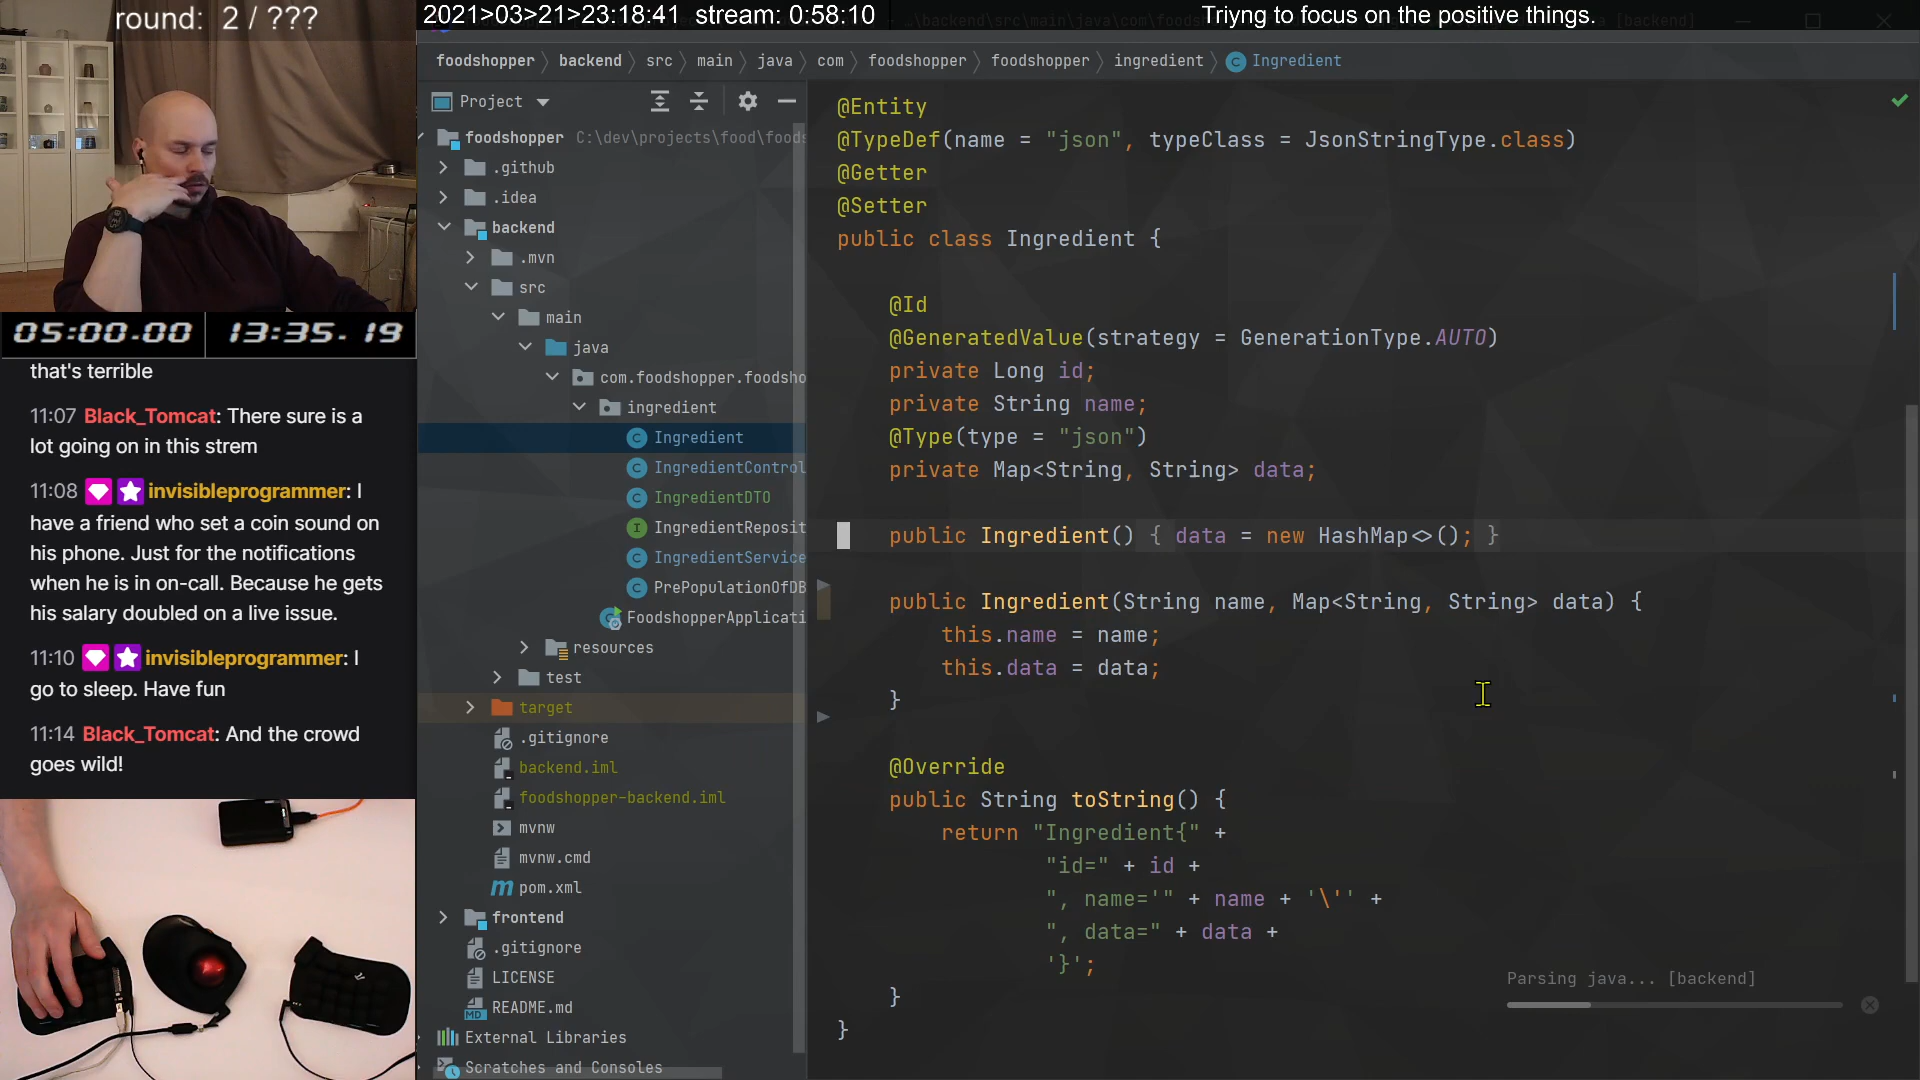 round: 2 / ???
2021>03>21>23:18:41 stream: 0:58:10
Triyng to focus on the positive things.
05:00.00
13:35.19
that's terrible
11:07 Black_Tomcat: There sure is a
lot going on in this strem
11:08 invisibleprogrammer: I
have a friend who set a coin sound on
his phone. Just for the notifications
when he is in on-call. Because he gets
his salary doubled on a live issue.
11:10 invisibleprogrammer: I
go to sleep. Have fun
11:14 Black_Tomcat: And the crowd
goes wild!
foodshopper backend src main java com foodshopper foodshopper ingredient Ingredient
Project
foodshopper C:\dev\projects\food\foods
.github
.idea
backend
.mvn
src
main
java
com.foodshopper.foodsho
ingredient
Ingredient
IngredientControl
IngredientDTO
IngredientReposit
IngredientService
PrePopulationOfDB
FoodshopperApplicati
resources
test
target
.gitignore
backend.iml
foodshopper-backend.iml
mvnw
mvnw.cmd
pom.xml
frontend
.gitignore
LICENSE
README.md
External Libraries
Scratches and Consoles
@Entity
@TypeDef(name = "json", typeClass = JsonStringType.class)
@Getter
@Setter
public class Ingredient {
@Id
@GeneratedValue(strategy = GenerationType.AUTO)
private Long id;
private String name;
@Type(type = "json")
private Map<String, String> data;
public Ingredient() { data = new HashMap<>(); }
public Ingredient(String name, Map<String, String> data) {
this.name = name;
this.data = data;
}
@Override
public String toString() {
return "Ingredient{" +
"id=" + id +
", name='" + name + '\'' +
", data=" + data +
'}';
}
}
Parsing java... [backend]